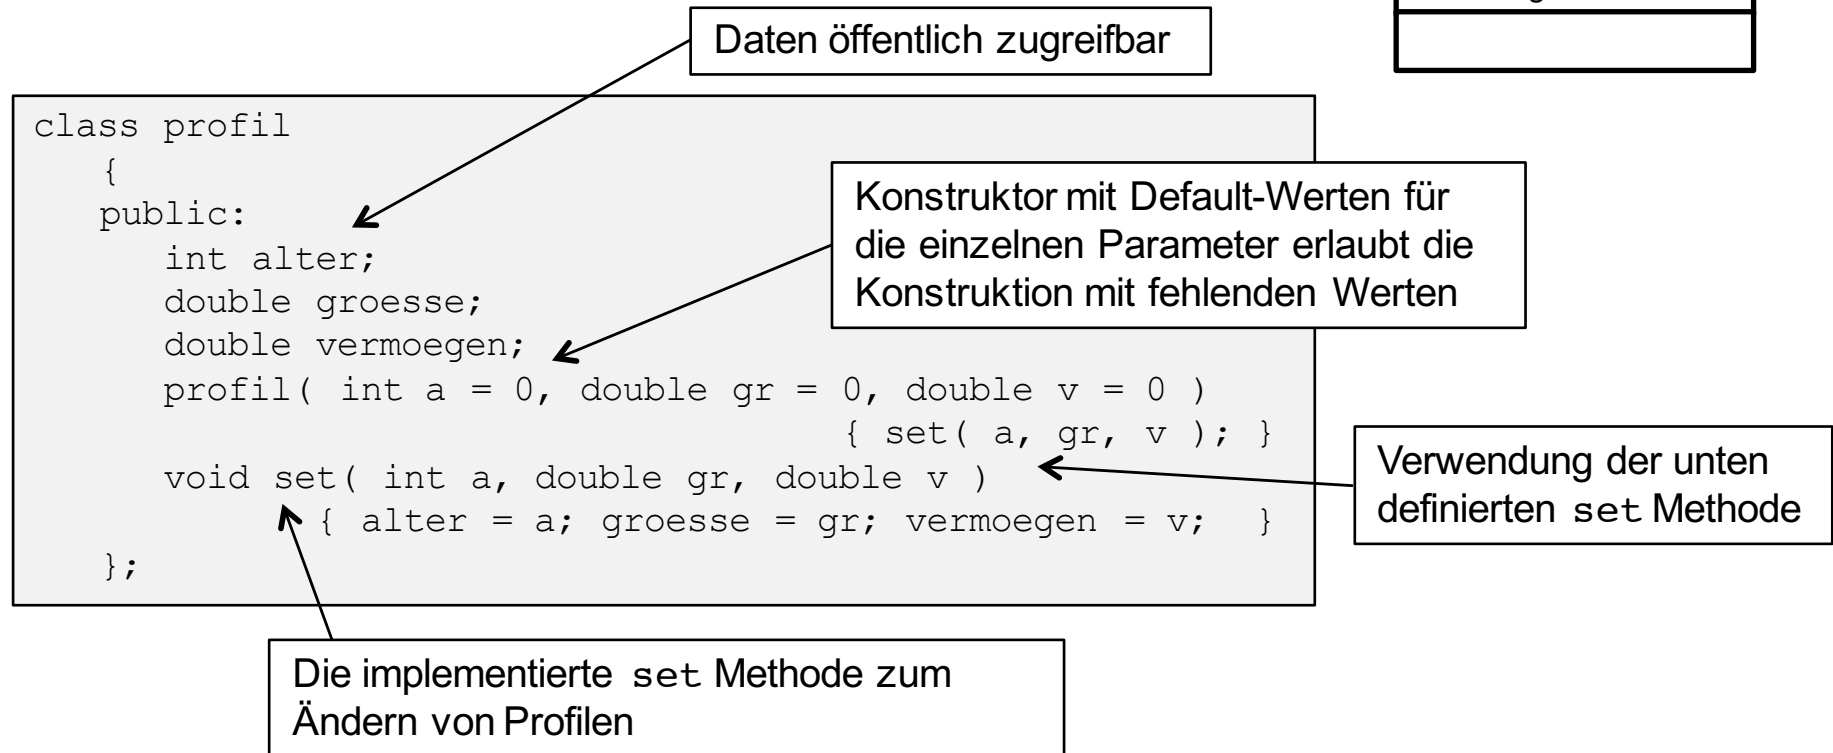 Daten öffentlich zugreifbar
class profil
{
public:
int alter;
double groesse;
double vermoegen;
profil( int a = 0, double gr = 0, double v = 0 )
{ set( a, gr, v ); }
void set( int a, double gr, double v )
{ alter = a; groesse = gr; vermoegen = v; }
};
Konstruktor mit Default-Werten für
die einzelnen Parameter erlaubt die
Konstruktion mit fehlenden Werten
Verwendung der unten
definierten set Methode
Die implementierte set Methode zum
Ändern von Profilen